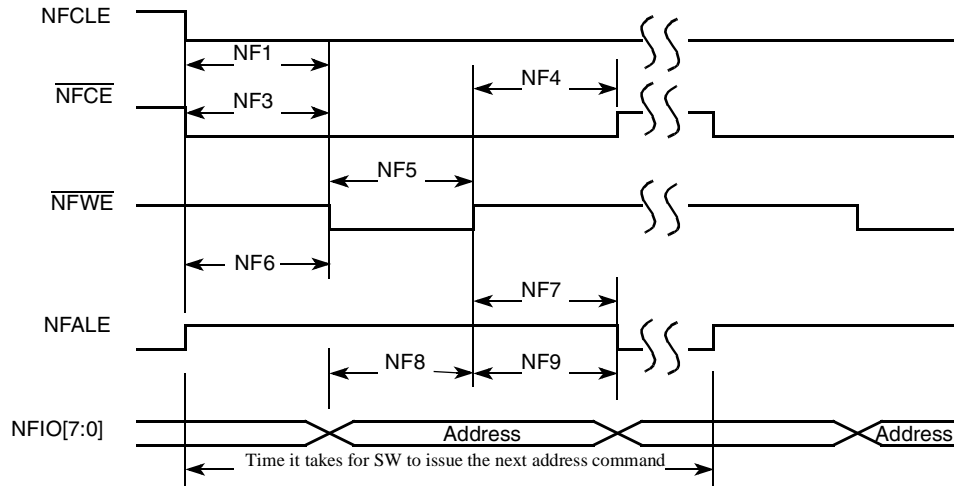 NFCLE
NF1
NF4
NFCE
NF3
NF5
NFWE
NF6
NF7
NFALE
NF8
NF9
NFIO[7:0]
Address
Address
Time it takes for SW to issue the next address command